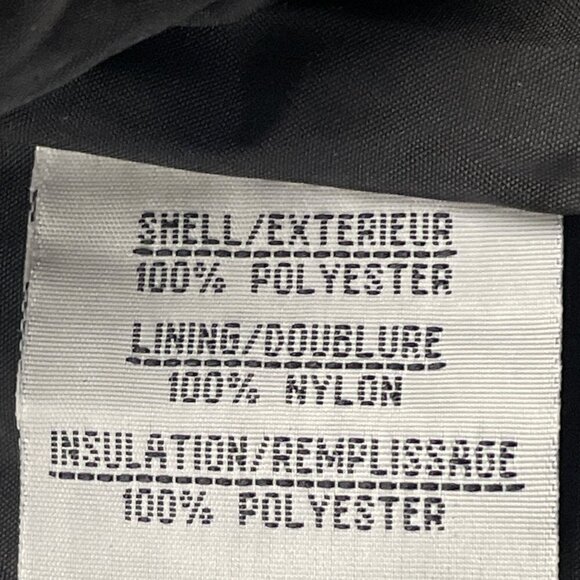 SHELL/EXTERIEUR
100% POLYESTER
LINING/DOUBLURE
100% NYLON
INSULATION/REMPLISSAGE
100% POLYESTER